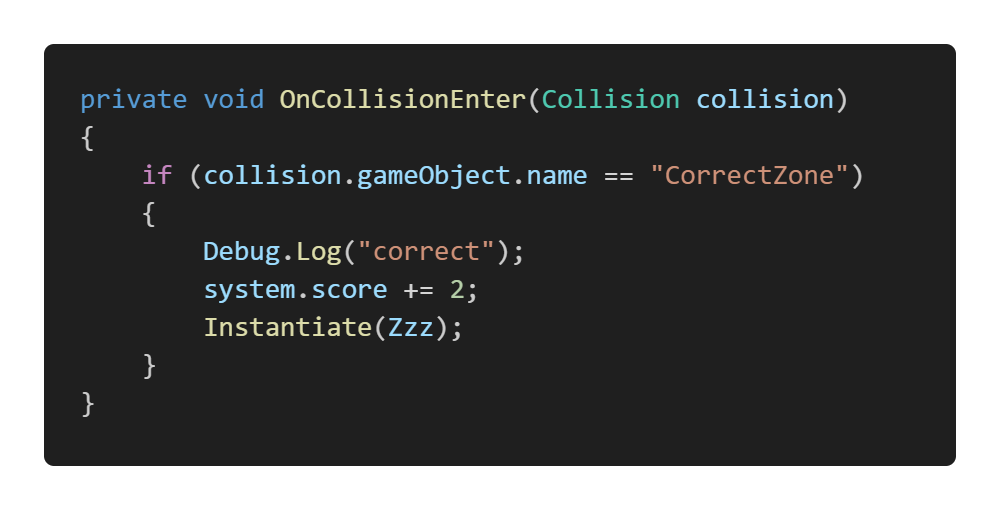 private void OnCollisionEnter(Collision collision)
{
    if (collision.gameObject.name == "CorrectZone")
    {
        Debug.Log("correct");
        system.score += 2;
        Instantiate(Zzz);
    }
}